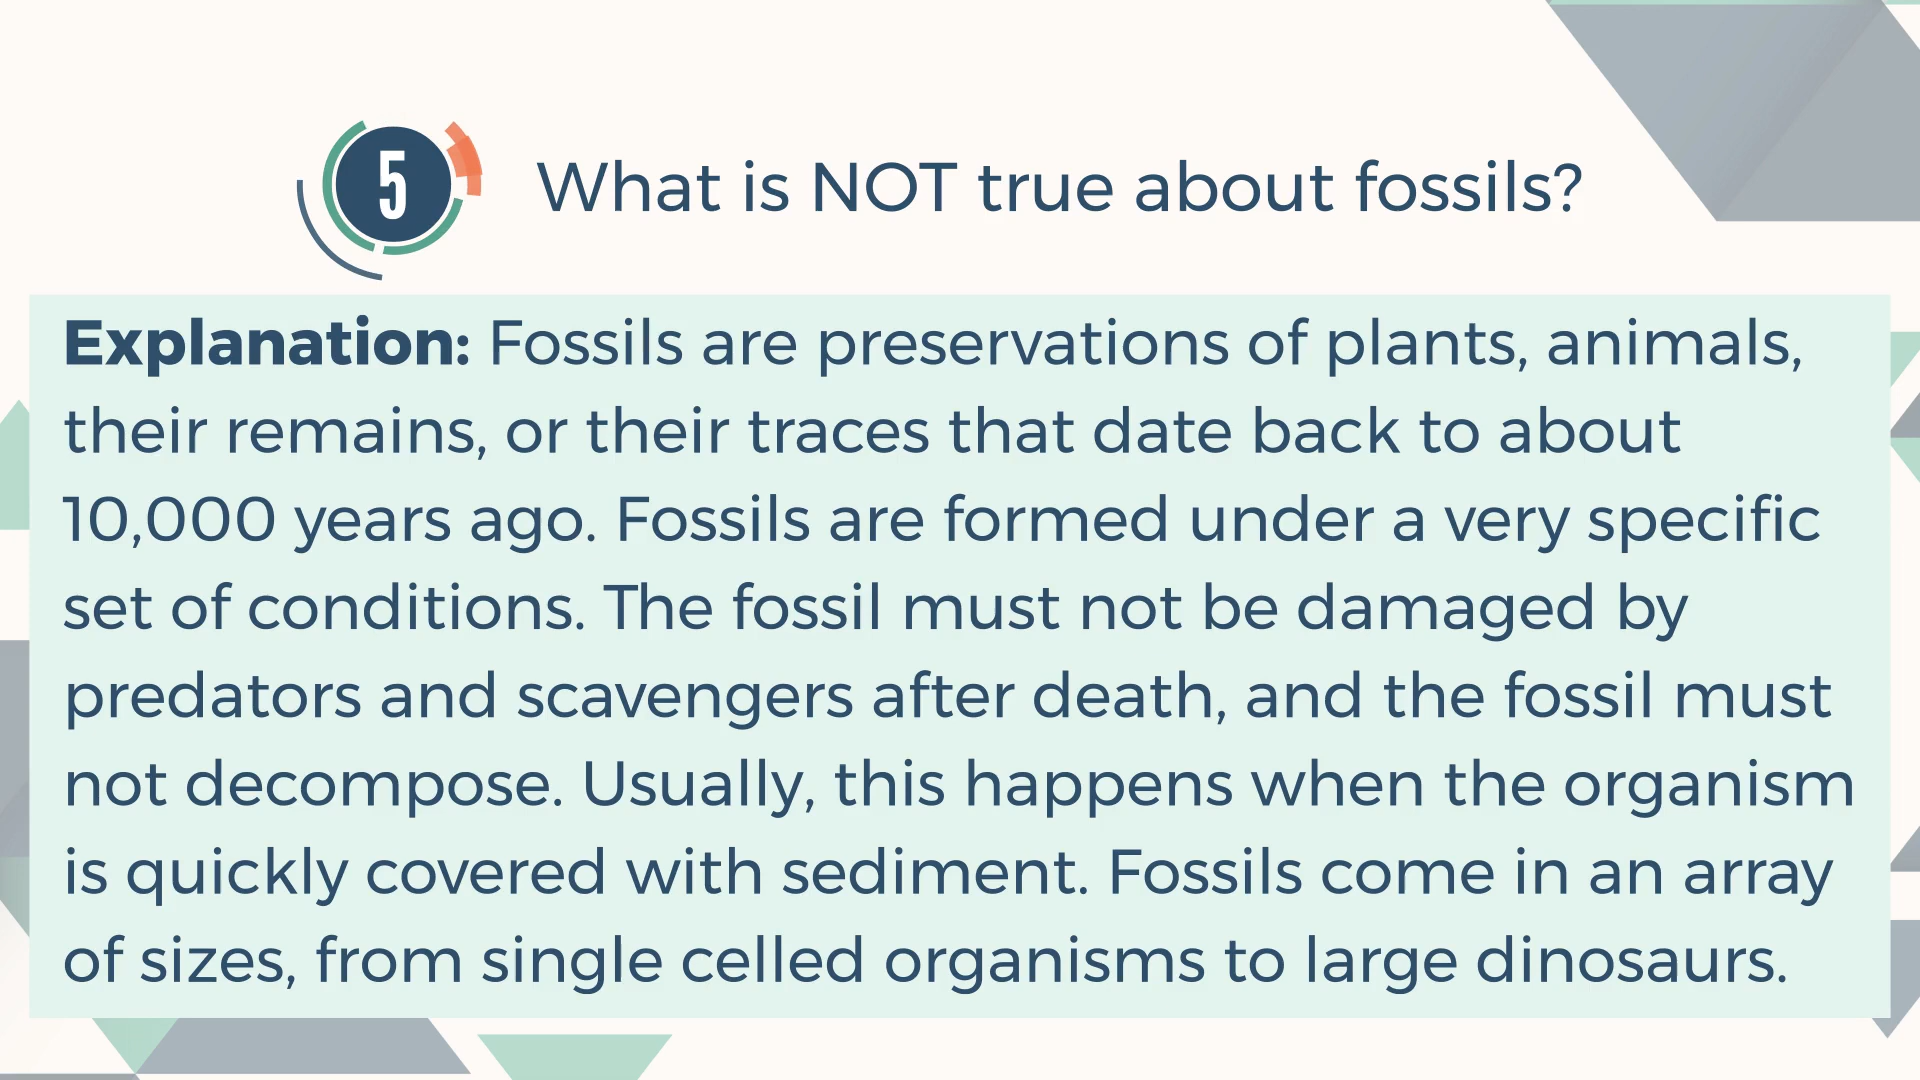 5
What is NOT true about fossils?
Explanation: Fossils are preservations of plants, animals,
their remains, or their traces that date back to about
10,000 years ago. Fossils are formed under a very specific
set of conditions. The fossil must not be damaged by
predators and scavengers after death, and the fossil must
not decompose. Usually, this happens when the organism
is quickly covered with sediment. Fossils come in an array
of sizes, from single celled organisms to large dinosaurs.